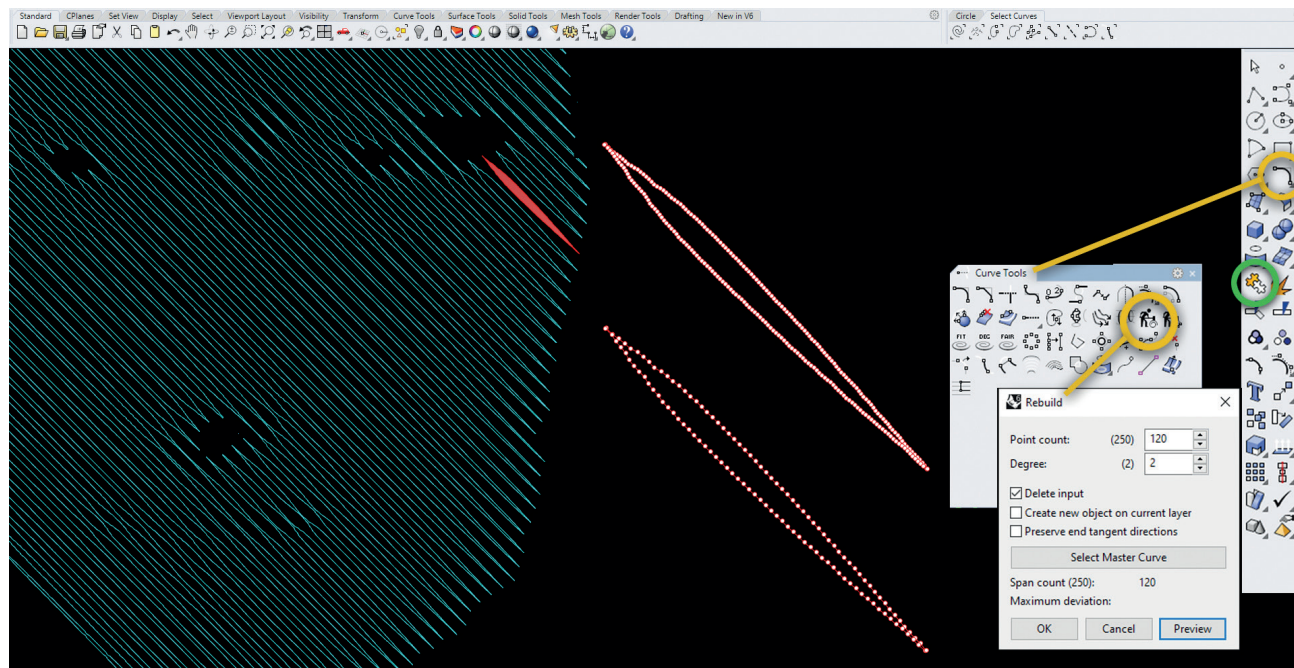 Standard CPlanes Set View Display Select Viewport Layout Visibility Transform Curve Tools Surface Tools Solid Tools Mesh Tools Render Tools Drafting New in V6
Circle Select Curves
Curve Tools
FIT DEG FAIR
Rebuild
Point count: (250) 120
Degree: (2) 2
Delete input
Create new object on current layer
Preserve end tangent directions
Select Master Curve
Span count (250): 120
Maximum deviation:
OK Cancel Preview